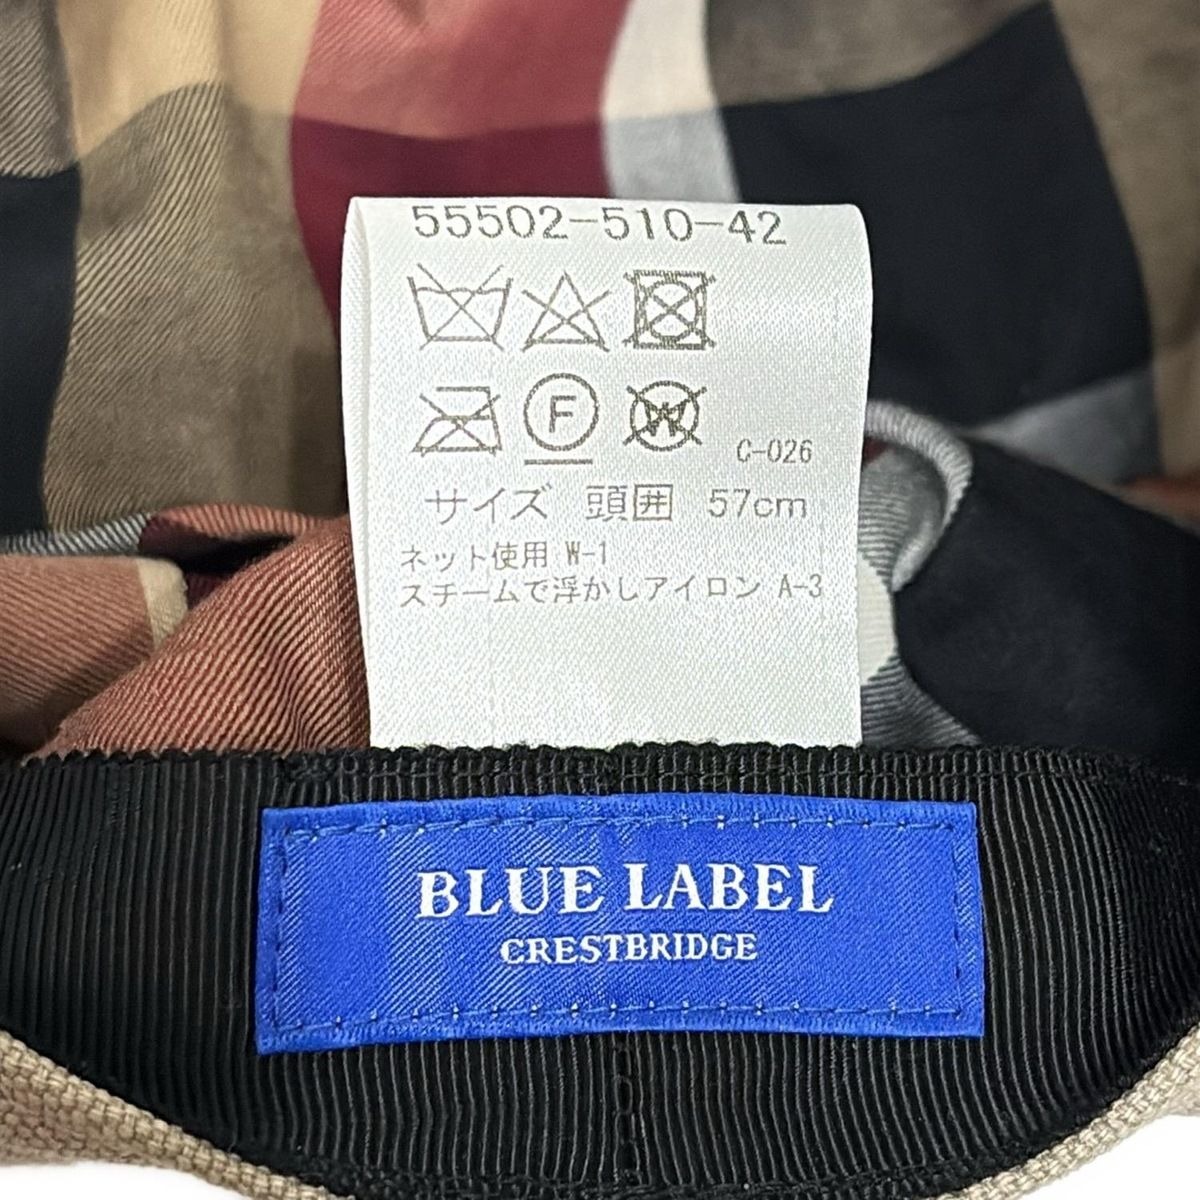 55502-510-42
F
W
C-026
サイズ 頭囲 57cm
ネット使用 W-1
スチームで浮かしアイロン A-3
BLUE LABEL
CRESTBRIDGE